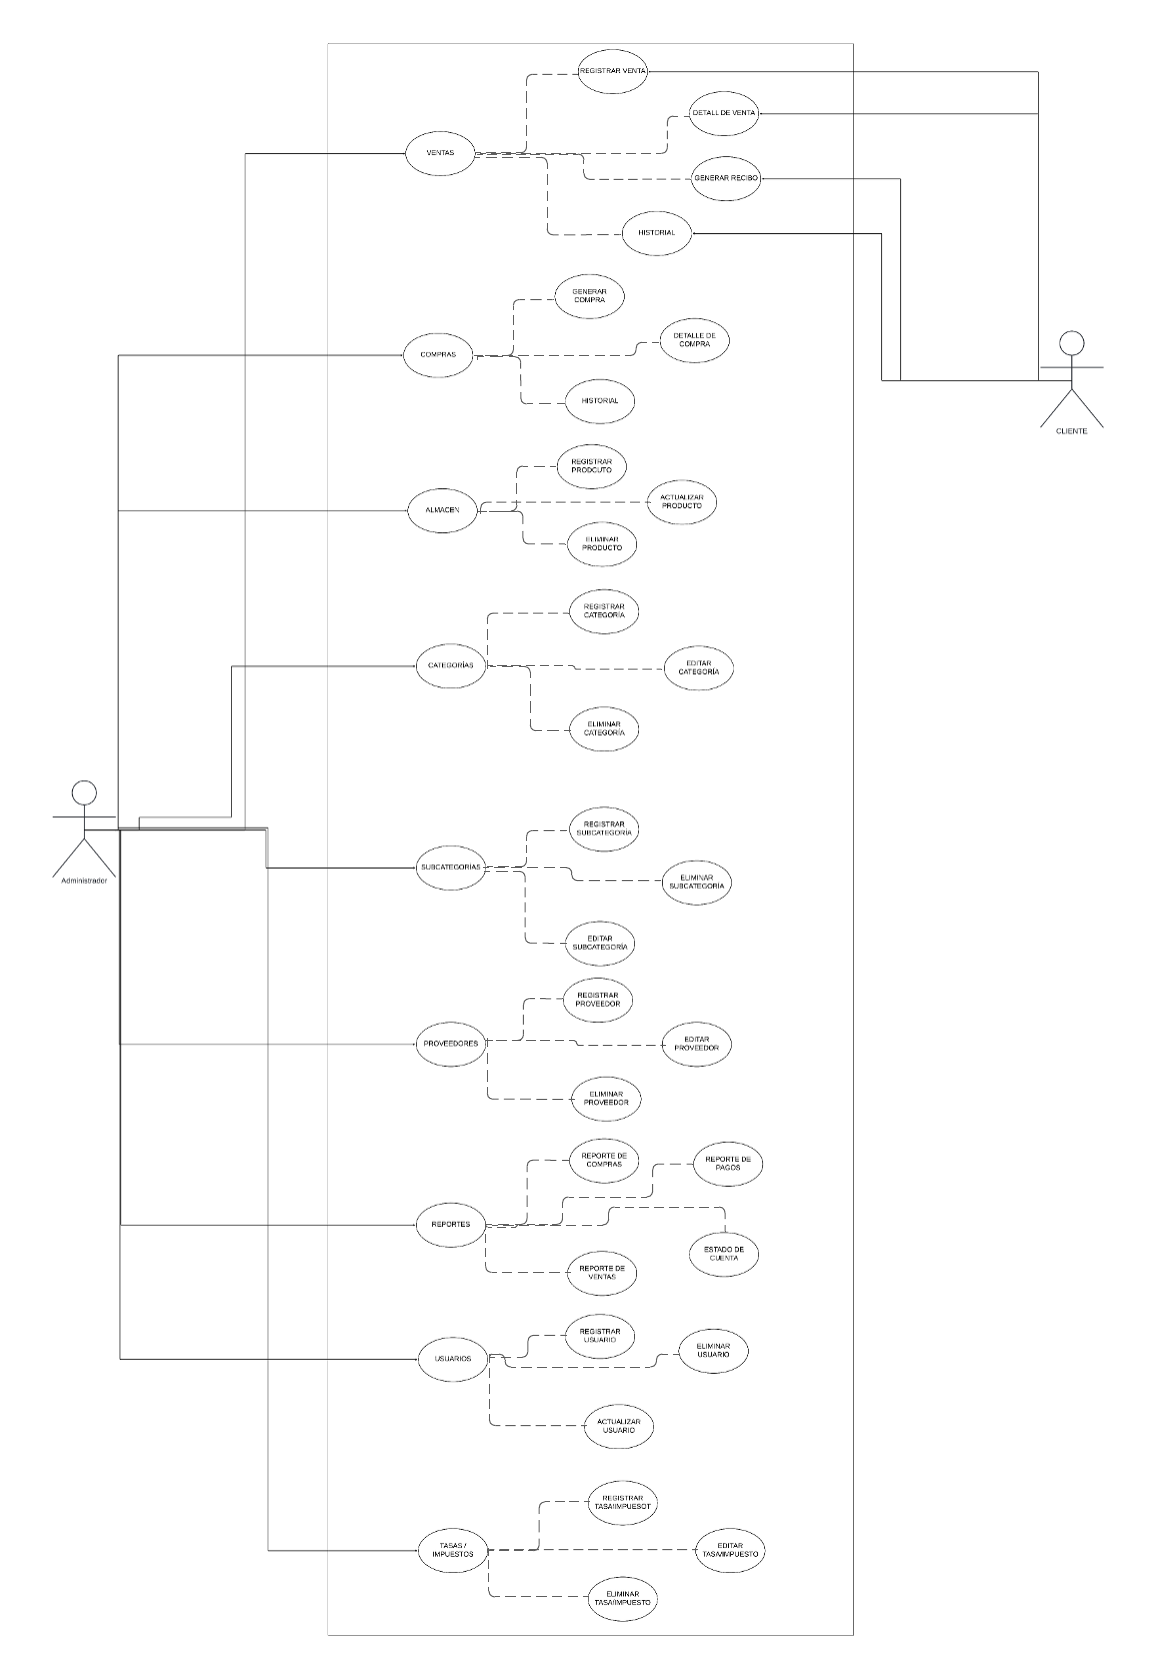 REGISTRAR VENTA
DETALL DE VENTA
VENTAS
GENERAR RECIBO
HISTORIAL
GENERAR
COMPRA
DETALLE DE
COMPRA
COMPRAS
HISTORIAL
CLIENTE
REGISTRAR
PRODCUTO
ACTUALIZAR
PRODUCTO
ALMACEN
ELIMINAR
PRODUCTO
REGISTRAR
CATEGORÍA
CATEGORÍAS
EDITAR
CATEGORÍA
ELIMINAR
CATEGORÍA
REGISTRAR
SUBCATEGORÍA
SUBCATEGORÍAS
Administrador
ELIMINAR
SUBCATEGORÍA
EDITAR
SUBCATEGORÍA
REGISTRAR
PROVEEDOR
PROVEEDORES
EDITAR
PROVEEDOR
ELIMINAR
PROVEEDOR
REPORTE DE
COMPRAS
REPORTE DE
PAGOS
REPORTES
ESTADO DE
CUENTA
REPORTE DE
VENTAS
REGISTRAR
USUARIO
ELIMINAR
USUARIO
USUARIOS
ACTUALIZAR
USUARIO
REGISTRAR
TASA/IMPUESOT
TASAS /
IMPUESTOS
EDITAR
TASA/IMPUESTO
ELIMINAR
TASA/IMPUESTO